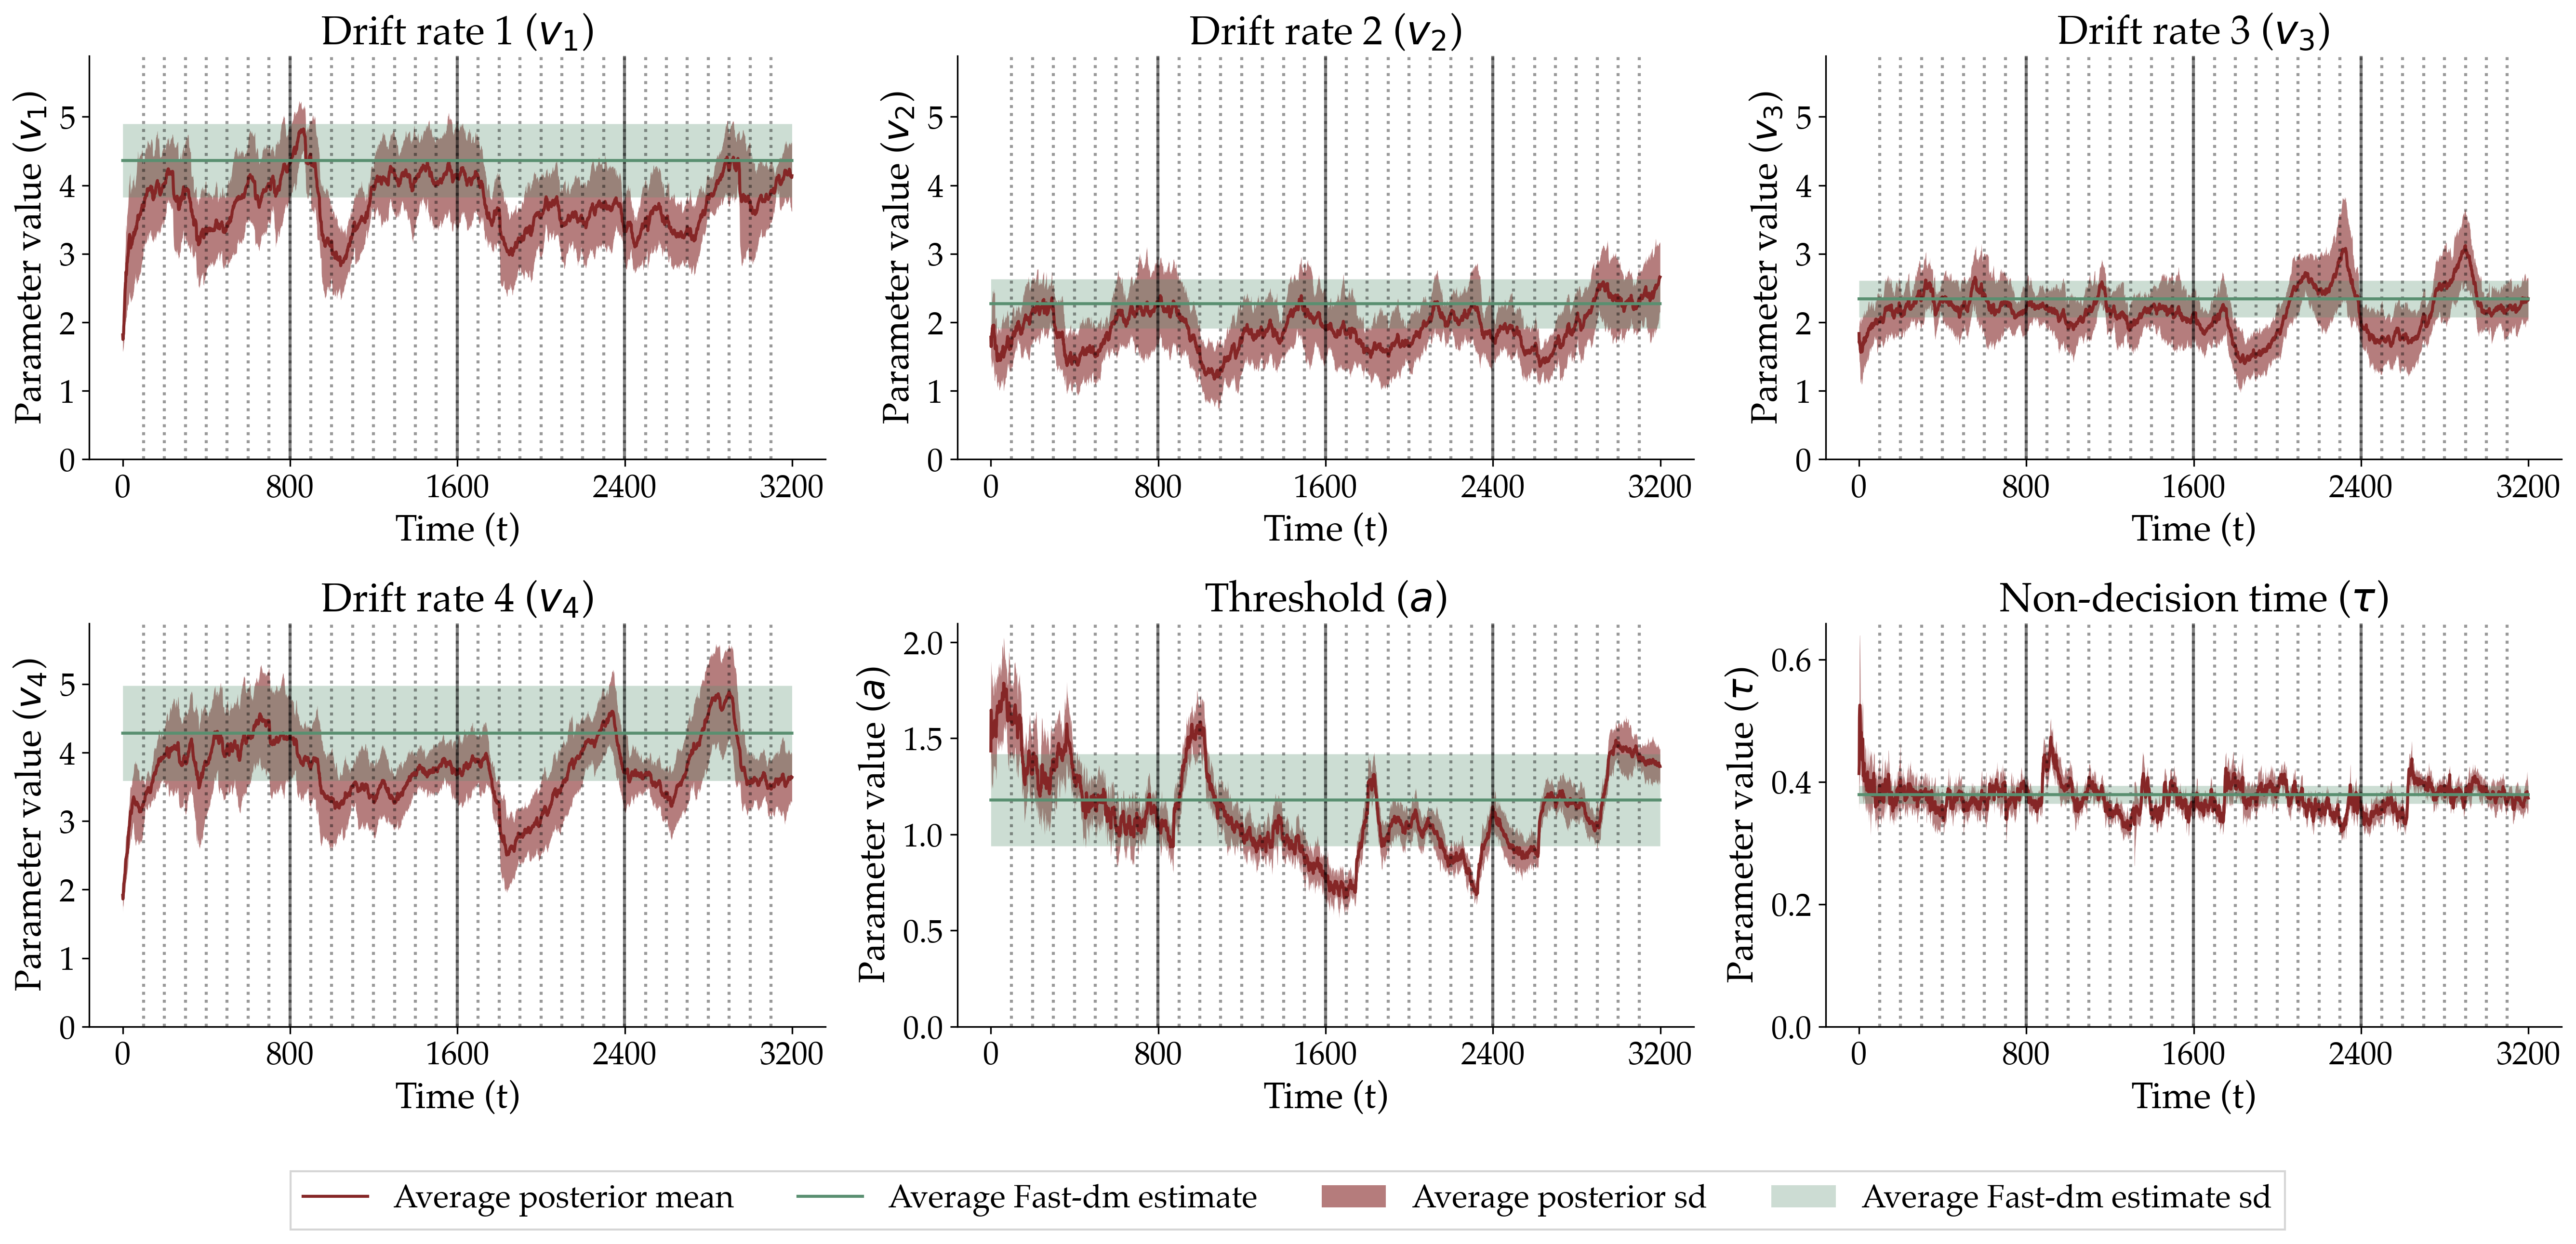 Drift rate 1 (v₁)
Drift rate 2 (v₂)
Drift rate 3 (v₃)
Parameter value (v₁)
5
4
3
2
1
0
0 800 1600 2400 3200
Time (t)
Parameter value (v₂)
5
4
3
2
1
0
0 800 1600 2400 3200
Time (t)
Parameter value (v₃)
5
4
3
2
1
0
0 800 1600 2400 3200
Time (t)
Drift rate 4 (v₄)
Threshold (a)
Non-decision time (τ)
Parameter value (v₄)
5
4
3
2
1
0
0 800 1600 2400 3200
Time (t)
Parameter value (a)
2.0
1.5
1.0
0.5
0.0
0 800 1600 2400 3200
Time (t)
Parameter value (τ)
0.6
0.4
0.2
0.0
0 800 1600 2400 3200
Time (t)
Average posterior mean
Average Fast-dm estimate
Average posterior sd
Average Fast-dm estimate sd